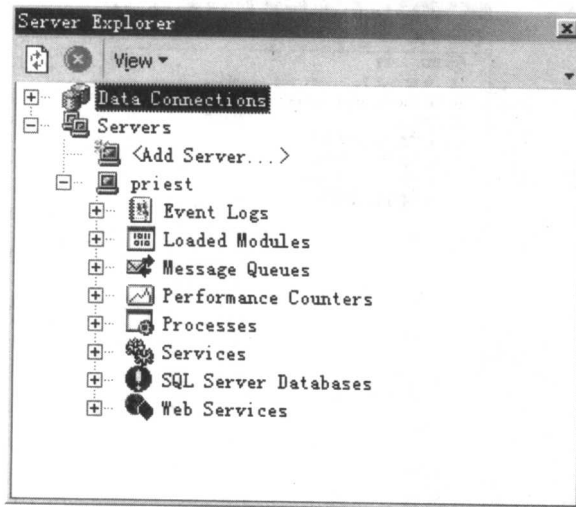 Server Explorer
View
Data Connections
Servers
<Add Server...>
priest
Event Logs
Loaded Modules
Message Queues
Performance Counters
Processes
Services
SQL Server Databases
Web Services